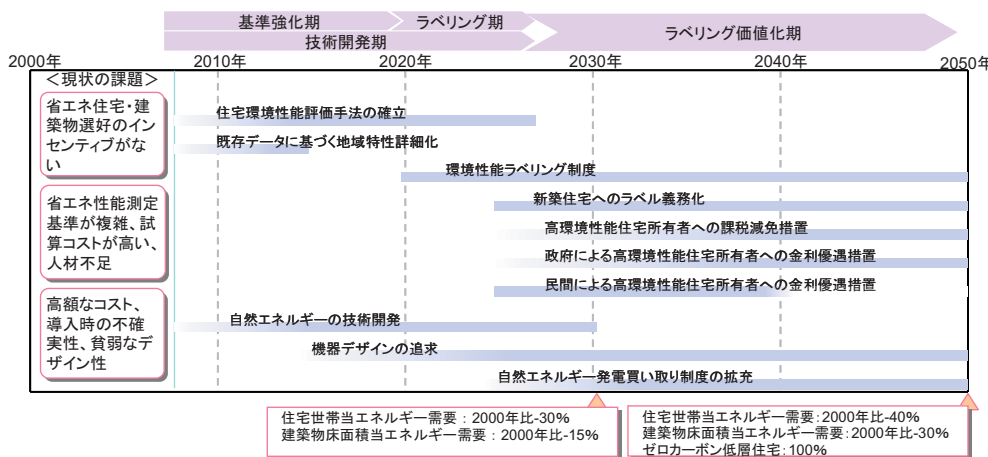 基準強化期
ラベリング期
技術開発期
ラベリング価値化期
2000年
2010年
2020年
2030年
2040年
2050年
＜現状の課題＞
省エネ住宅・建
築物選好のイン
センティブがな
い
省エネ性能測定
基準が複雑、試
算コストが高い、
人材不足
高額なコスト、
導入時の不確
実性、貧弱なデ
ザイン性
住宅環境性能評価手法の確立
既存データに基づく地域特性詳細化
環境性能ラベリング制度
新築住宅へのラベル義務化
高環境性能住宅所有者への課税減免措置
政府による高環境性能住宅所有者への金利優遇措置
民間による高環境性能住宅所有者への金利優遇措置
自然エネルギーの技術開発
機器デザインの追求
自然エネルギー発電買い取り制度の拡充
住宅世帯当エネルギー需要：2000年比-30%
建築物床面積当エネルギー需要：2000年比-15%
住宅世帯当エネルギー需要：2000年比-40%
建築物床面積当エネルギー需要：2000年比-30%
ゼロカーボン低層住宅：100%